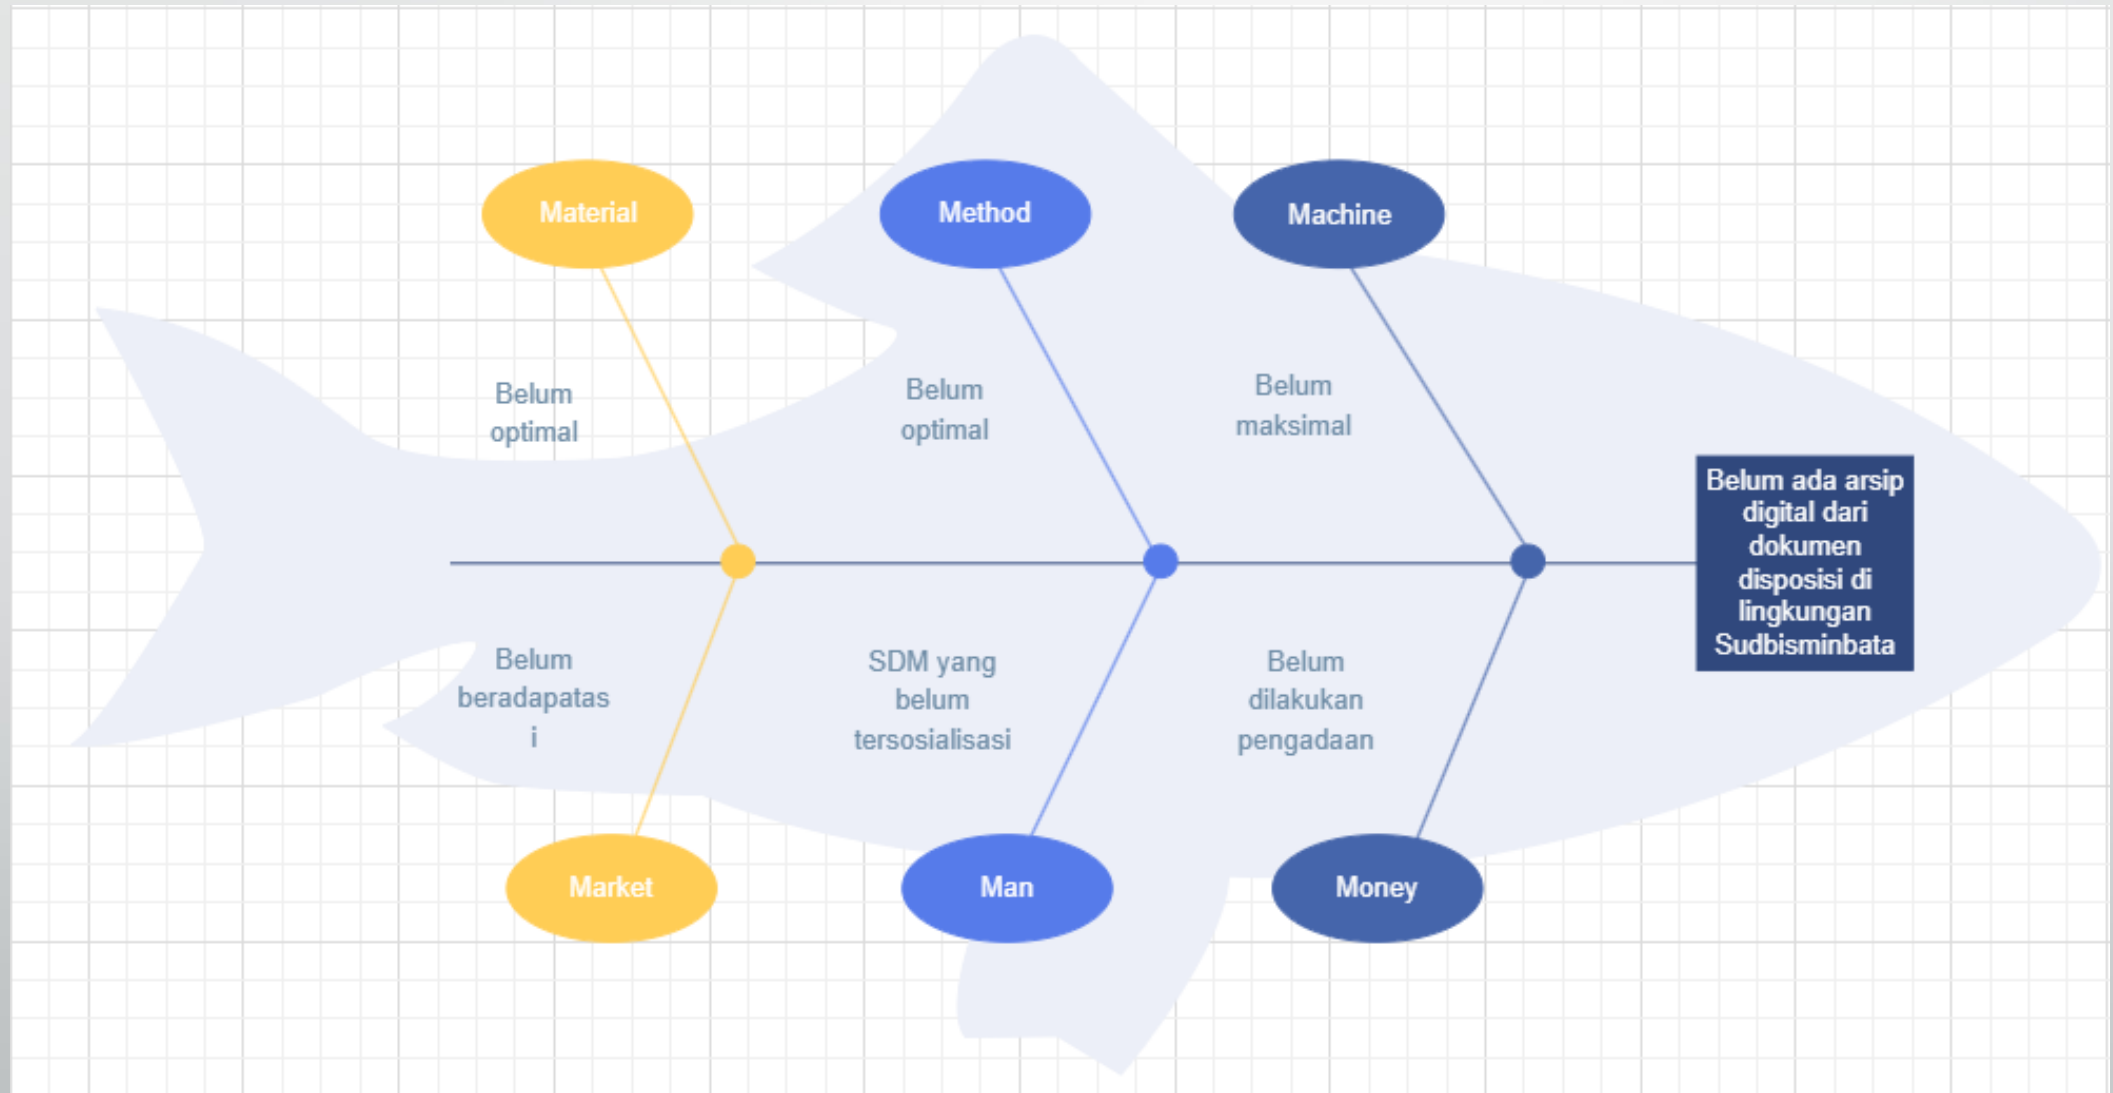 Material
Method
Machine
Belum
optimal
Belum
optimal
Belum
maksimal
Belum ada arsip
digital dari
dokumen
disposisi di
lingkungan
Sudbisminbata
Belum
beradapatas
i
SDM yang
belum
tersosialisasi
Belum
dilakukan
pengadaan
Market
Man
Money